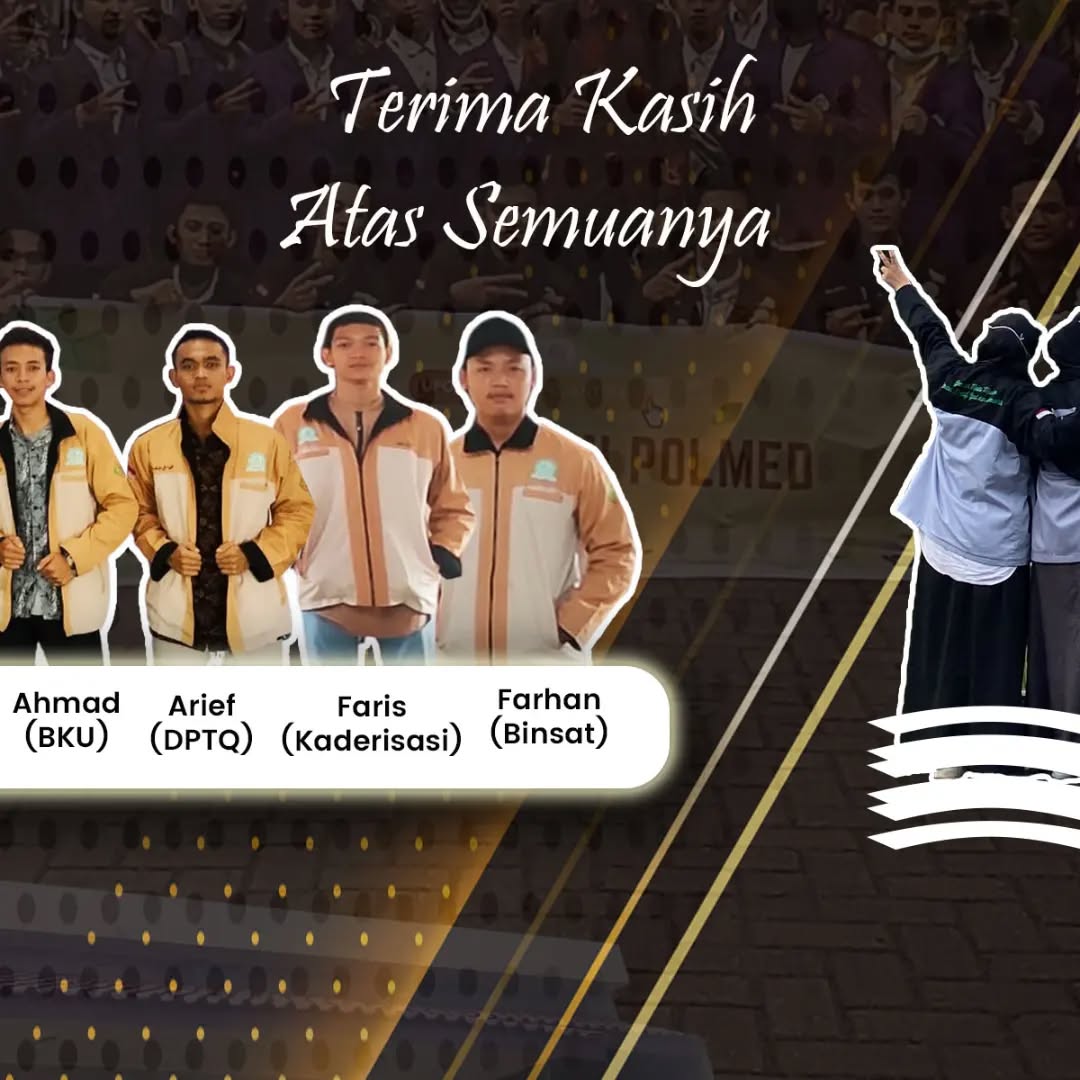 Terima Kasih
Atas Semuanya
POLMED
Ahmad
(BKU)
Arief
(DPTQ)
Faris
(Kaderisasi)
Farhan
(Binsat)